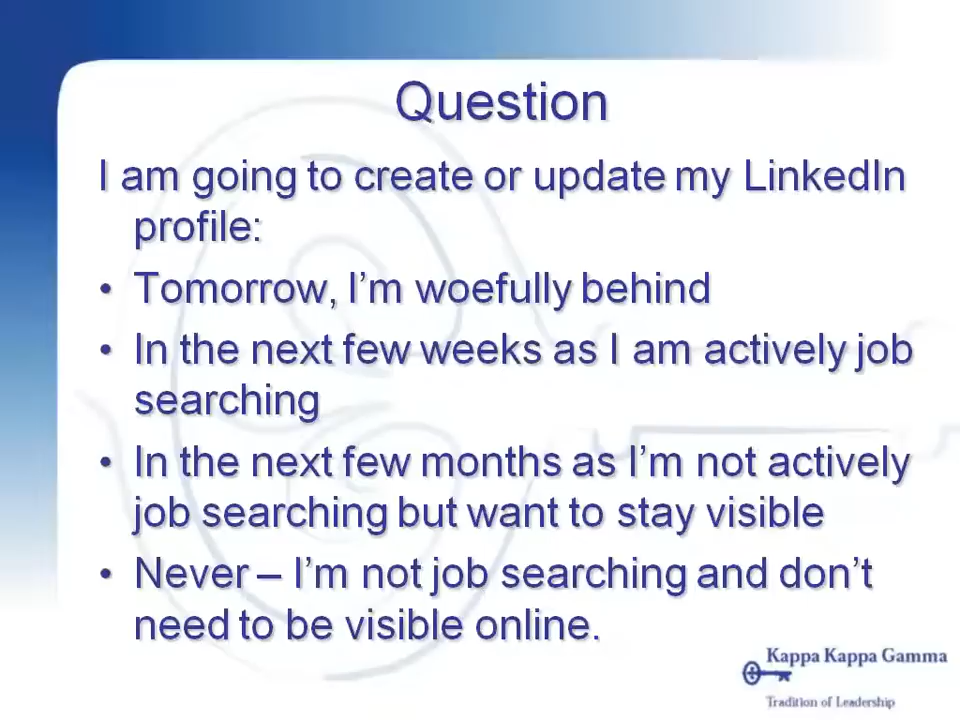 Question
I am going to create or update my LinkedIn
profile:
• Tomorrow, I'm woefully behind
• In the next few weeks as I am actively job
searching
• In the next few months as I'm not actively
job searching but want to stay visible
• Never – I'm not job searching and don't
need to be visible online.
Kappa Kappa Gamma
Tradition of Leadership